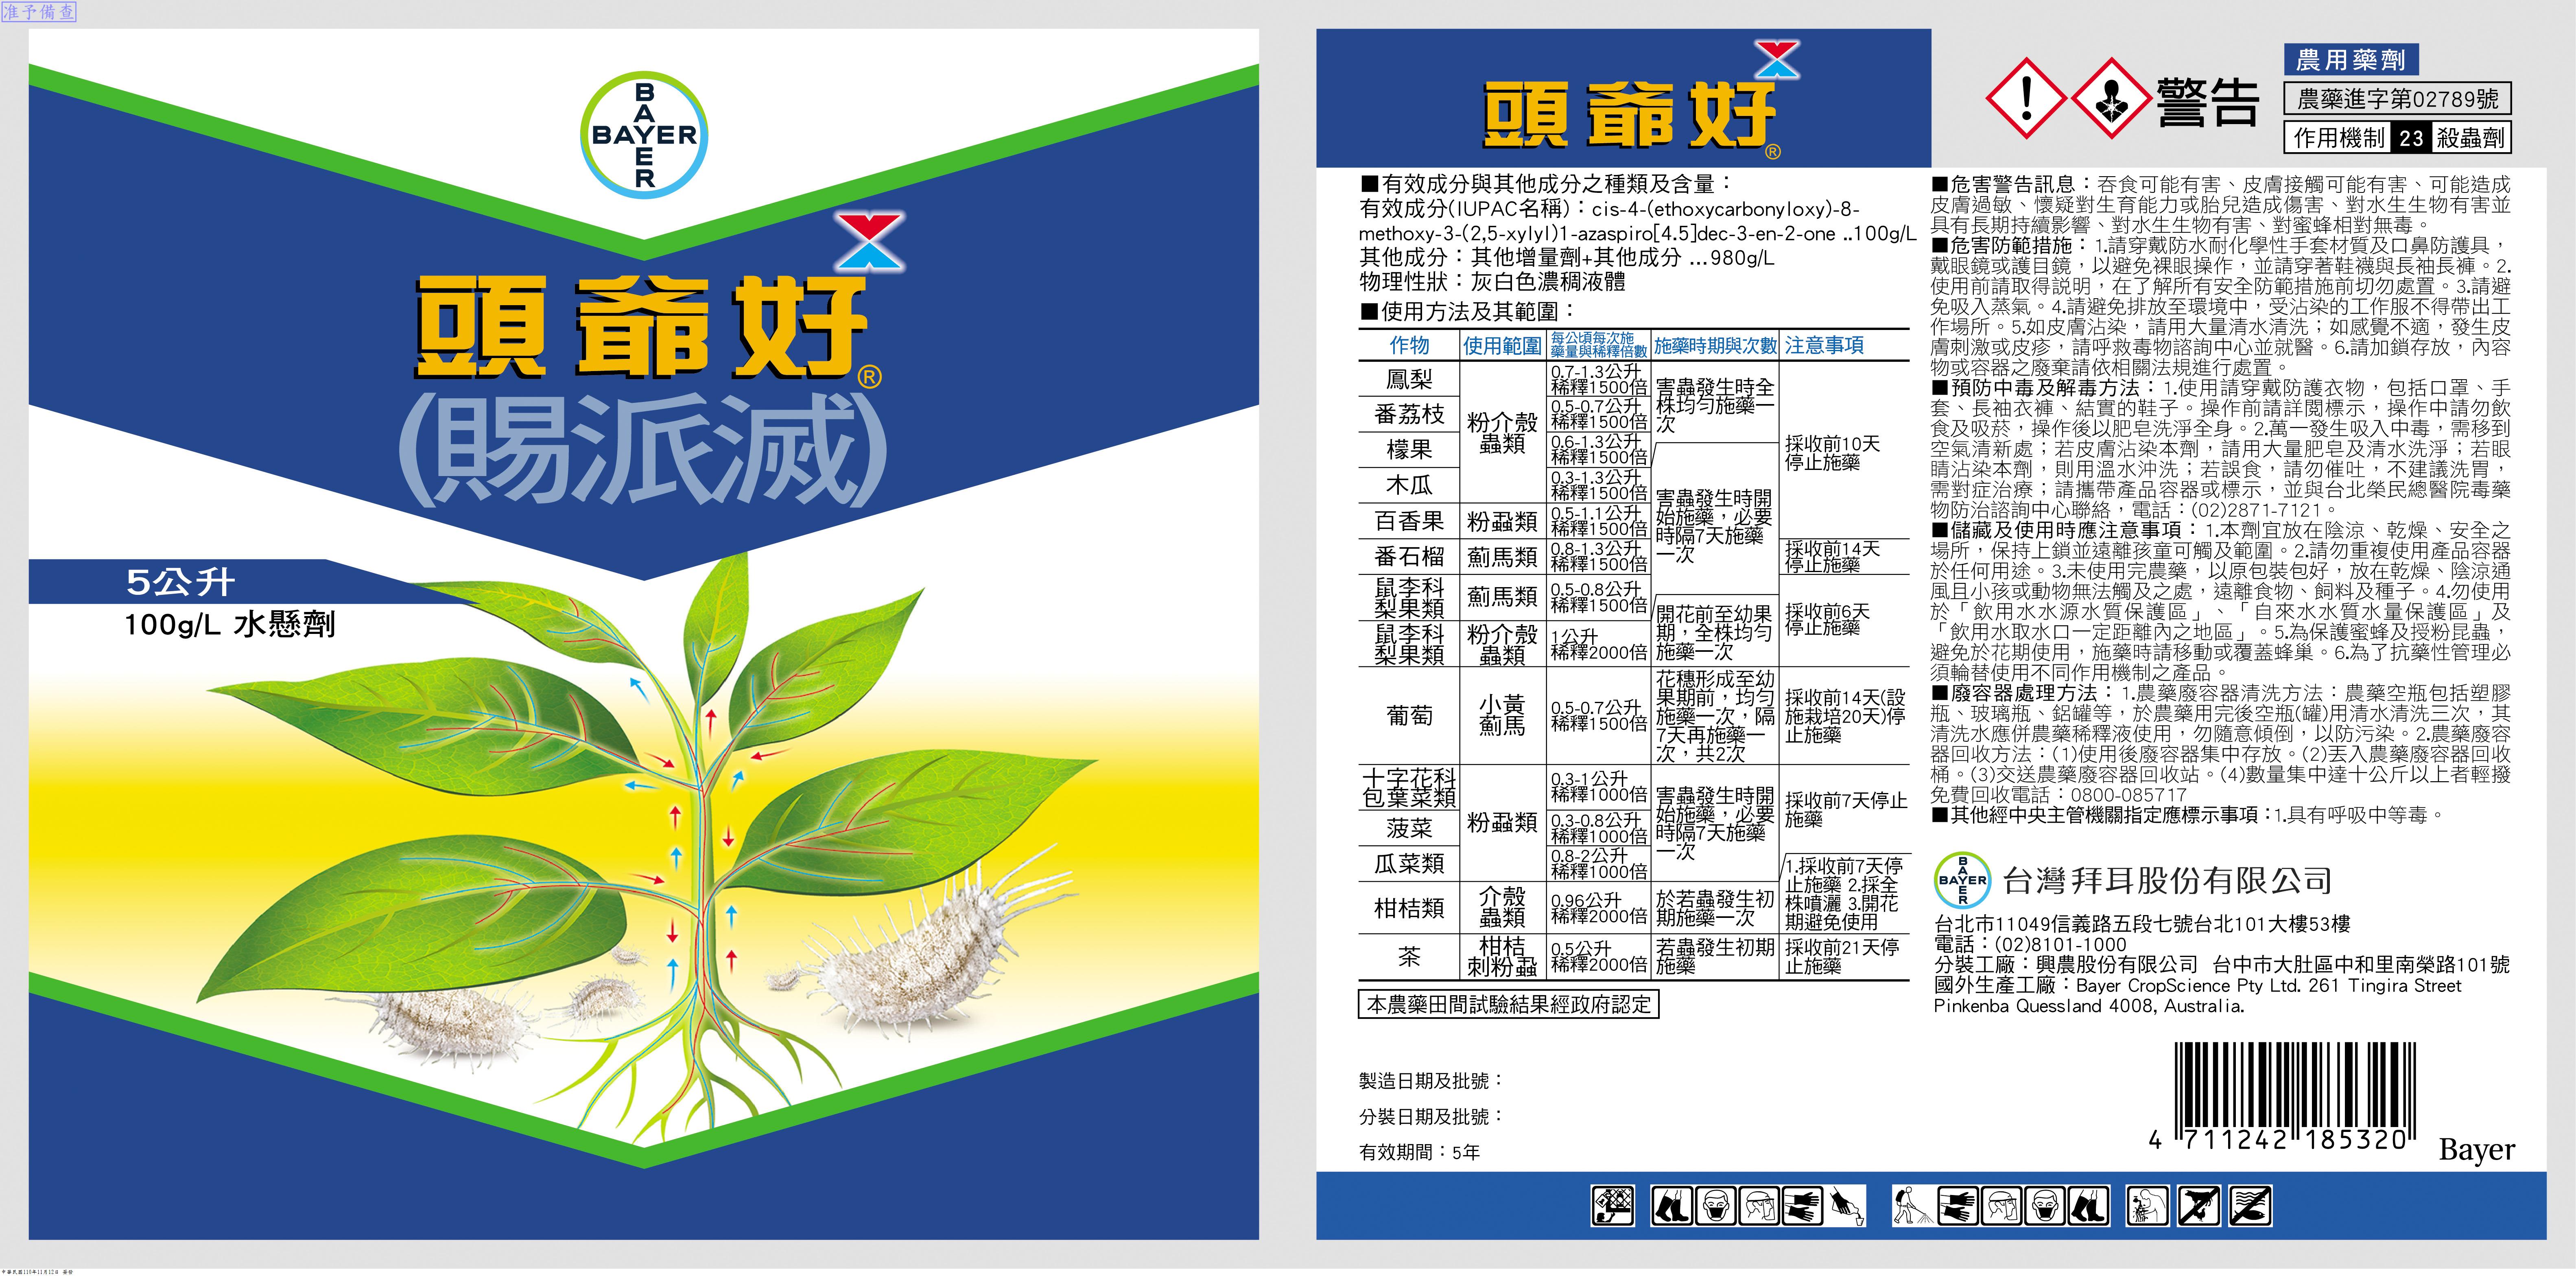 准予備查
BAYER
BAYER
頭爺好®
(賜派滅)
5公升
100g/L 水懸劑
中華民國110年11月12日 簽發
頭爺好®
警告
農用藥劑
農藥進字第02789號
作用機制 23 殺蟲劑
■有效成分與其他成分之種類及含量：
有效成分(IUPAC名稱)：cis-4-(ethoxycarbonyloxy)-8-
methoxy-3-(2,5-xylyl)1-azaspiro[4.5]dec-3-en-2-one ..100g/L
其他成分：其他增量劑+其他成分 ...980g/L
物理性狀：灰白色濃稠液體
■使用方法及其範圍：
作物 使用範圍 每公頃每次施藥量與稀釋倍數 施藥時期與次數 注意事項
鳳梨 粉介殼蟲類 0.7-1.3公升 稀釋1500倍 害蟲發生時全株均勻施藥一次 採收前10天停止施藥
番荔枝 0.5-0.7公升 稀釋1500倍
檬果 0.6-1.3公升 稀釋1500倍
木瓜 0.3-1.3公升 稀釋1500倍 害蟲發生時開始施藥，必要時隔7天施藥一次
百香果 粉蝨類 0.5-1.1公升 稀釋1500倍
番石榴 薊馬類 0.8-1.3公升 稀釋1500倍 採收前14天停止施藥
鼠李科梨果類 薊馬類 0.5-0.8公升 稀釋1500倍 採收前6天停止施藥
鼠李科梨果類 粉介殼蟲類 1公升 稀釋2000倍 開花前至幼果期，全株均勻施藥一次
葡萄 小黃薊馬 0.5-0.7公升 稀釋1500倍 花穗形成至幼果期前，均勻施藥一次，隔7天再施藥一次，共2次 採收前14天(設施栽培20天)停止施藥
十字花科包葉菜類 粉蝨類 0.3-1公升 稀釋1000倍 害蟲發生時開始施藥，必要時隔7天施藥一次 採收前7天停止施藥
菠菜 0.3-0.8公升 稀釋1000倍
瓜菜類 0.8-2公升 稀釋1000倍
柑桔類 介殼蟲類 0.96公升 稀釋2000倍 於若蟲發生初期施藥一次 1.採收前7天停止施藥 2.採全株噴灑 3.開花期避免使用
茶 柑桔刺粉蝨 0.5公升 稀釋2000倍 若蟲發生初期施藥 採收前21天停止施藥
本農藥田間試驗結果經政府認定
製造日期及批號：
分裝日期及批號：
有效期間：5年
■危害警告訊息：吞食可能有害、皮膚接觸可能有害、可能造成
皮膚過敏、懷疑對生育能力或胎兒造成傷害、對水生生物有害並
具有長期持續影響、對水生生物有害、對蜜蜂相對無毒。
■危害防範措施：1.請穿戴防水耐化學性手套材質及口鼻防護具，
戴眼鏡或護目鏡，以避免裸眼操作，並請穿著鞋襪與長袖長褲。2.
使用前請取得說明，在了解所有安全防範措施前切勿處置。3.請避
免吸入蒸氣。4.請避免排放至環境中，受沾染的工作服不得帶出工
作場所。5.如皮膚沾染，請用大量清水清洗；如感覺不適，發生皮
膚刺激或皮疹，請呼救毒物諮詢中心並就醫。6.請加鎖存放，內容
物或容器之廢棄請依相關法規進行處置。
■預防中毒及解毒方法：1.使用請穿戴防護衣物，包括口罩、手
套、長袖衣褲、結實的鞋子。操作前請詳閱標示，操作中請勿飲
食及吸菸，操作後以肥皂洗淨全身。2.萬一發生吸入中毒，需移到
空氣清新處；若皮膚沾染本劑，請用大量肥皂及清水洗淨；若眼
睛沾染本劑，則用溫水沖洗；若誤食，請勿催吐，不建議洗胃，
需對症治療；請攜帶產品容器或標示，並與台北榮民總醫院毒藥
物防治諮詢中心聯絡，電話：(02)2871-7121。
■儲藏及使用時應注意事項：1.本劑宜放在陰涼、乾燥、安全之
場所，保持上鎖並遠離孩童可觸及範圍。2.請勿重複使用產品容器
於任何用途。3.未使用完農藥，以原包裝包好，放在乾燥、陰涼通
風且小孩或動物無法觸及之處，遠離食物、飼料及種子。4.勿使用
於「飲用水水源水質保護區」、「自來水水質水量保護區」及
「飲用水取水口一定距離內之地區」。5.為保護蜜蜂及授粉昆蟲，
避免於花期使用，施藥時請移動或覆蓋蜂巢。6.為了抗藥性管理必
須輪替使用不同作用機制之產品。
■廢容器處理方法：1.農藥廢容器清洗方法：農藥空瓶包括塑膠
瓶、玻璃瓶、鋁罐等，於農藥用完後空瓶(罐)用清水清洗三次，其
清洗水應併農藥稀釋液使用，勿隨意傾倒，以防污染。2.農藥廢容
器回收方法：(1)使用後廢容器集中存放。(2)丟入農藥廢容器回收
桶。(3)交送農藥廢容器回收站。(4)數量集中達十公斤以上者輕撥
免費回收電話：0800-085717
■其他經中央主管機關指定應標示事項：1.具有呼吸中等毒。
BAYER
BAYER
台灣拜耳股份有限公司
台北市11049信義路五段七號台北101大樓53樓
電話：(02)8101-1000
分裝工廠：興農股份有限公司 台中市大肚區中和里南榮路101號
國外生產工廠：Bayer CropScience Pty Ltd. 261 Tingira Street
Pinkenba Quessland 4008, Australia.
4 711242 185320
Bayer